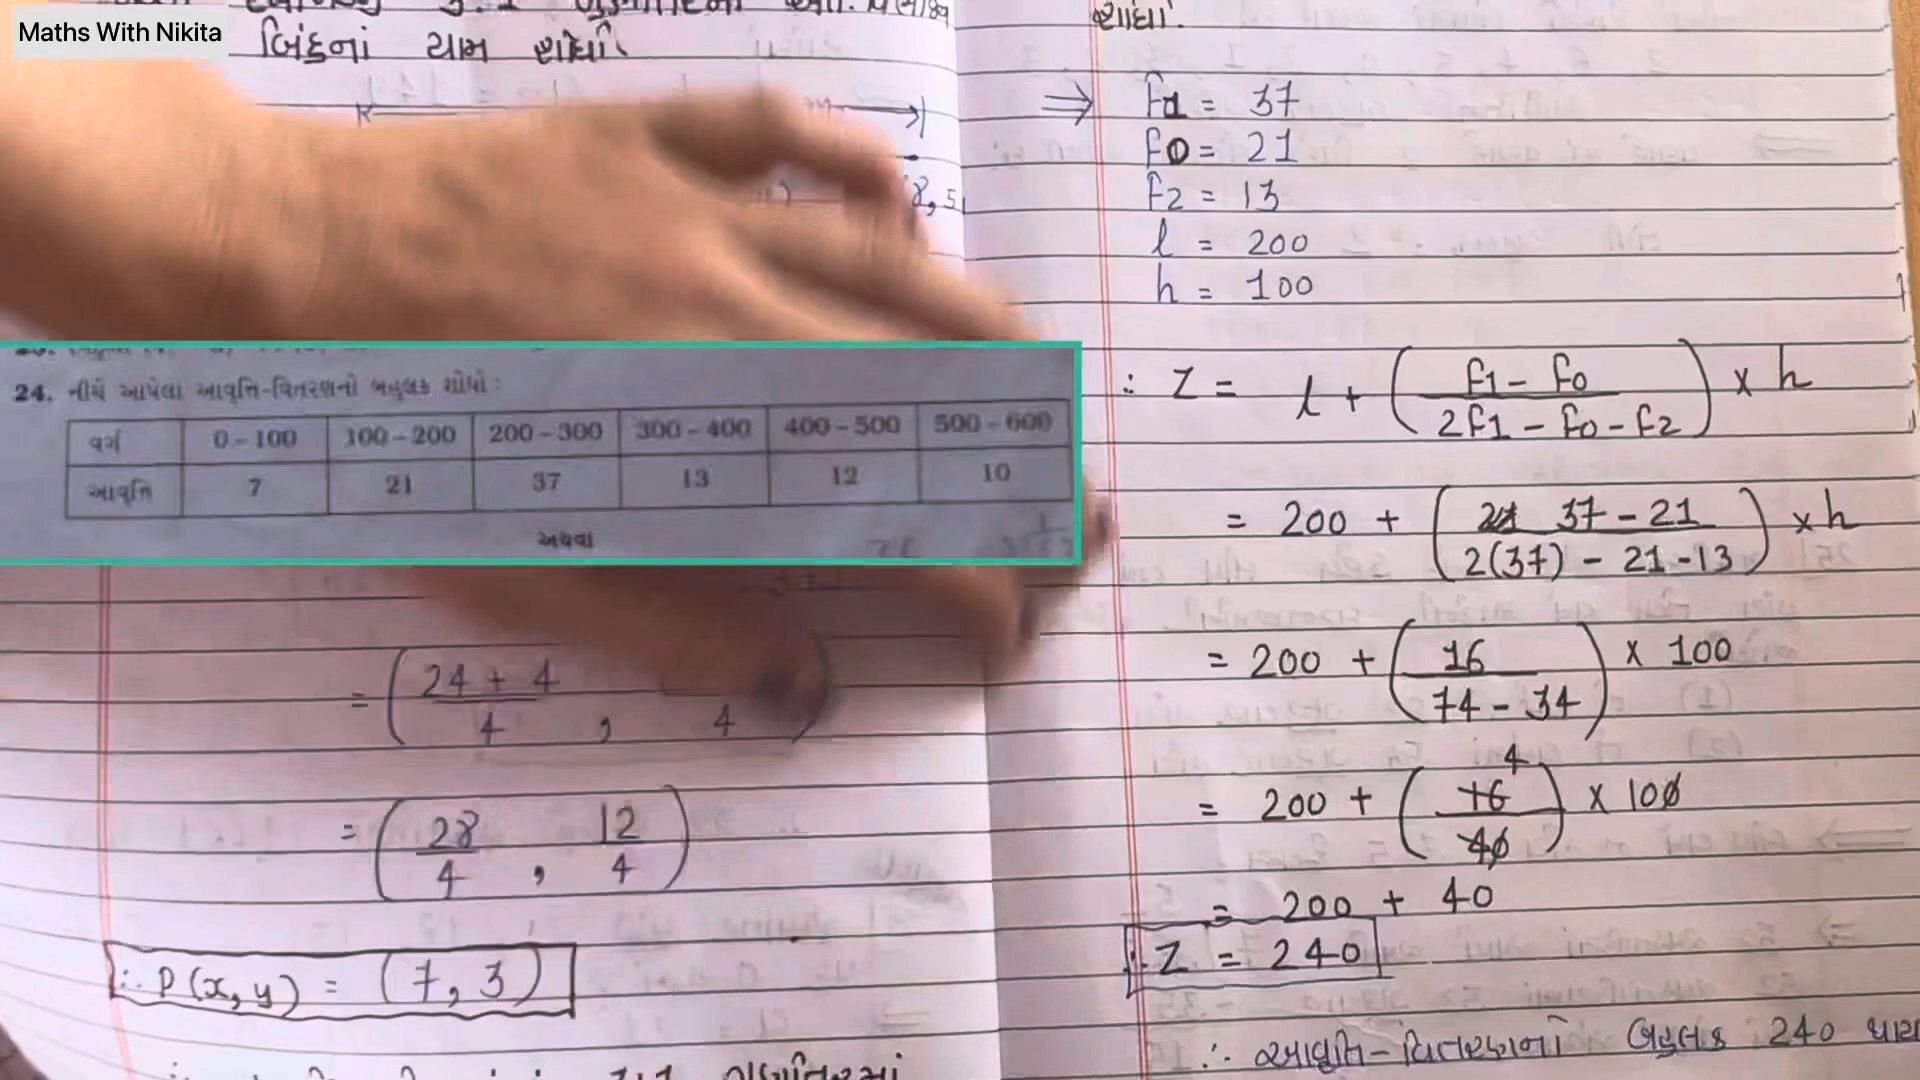 Maths With Nikita
બિંદુનાં યામ શોધો.
8, 5
24. નીચે આપેલા આવૃત્તિ-વિતરણનો બહુલક શોધો :
વર્ગ 0 – 100 100 – 200 200 – 300 300 – 400 400 – 500 500 – 600
આવૃત્તિ 7 21 37 13 12 10
અથવા
= ( 24 + 4 / 4 , 4 )
= ( 28 / 4 , 12 / 4 )
∴ P(x, y) = (7, 3)
શોધો.
⇒ f1 = 37
f0 = 21
f2 = 13
l = 200
h = 100
∴ Z = l + ( f1 – f0 / 2f1 – f0 – f2 ) × h
= 200 + ( 37 – 21 / 2(37) – 21 – 13 ) × h
= 200 + ( 16 / 74 – 34 ) × 100
= 200 + ( 16 4 / 40 ) × 100
= 200 + 40
∴ Z = 240
∴ આવૃત્તિ – વિતરણનો બહુલક 240